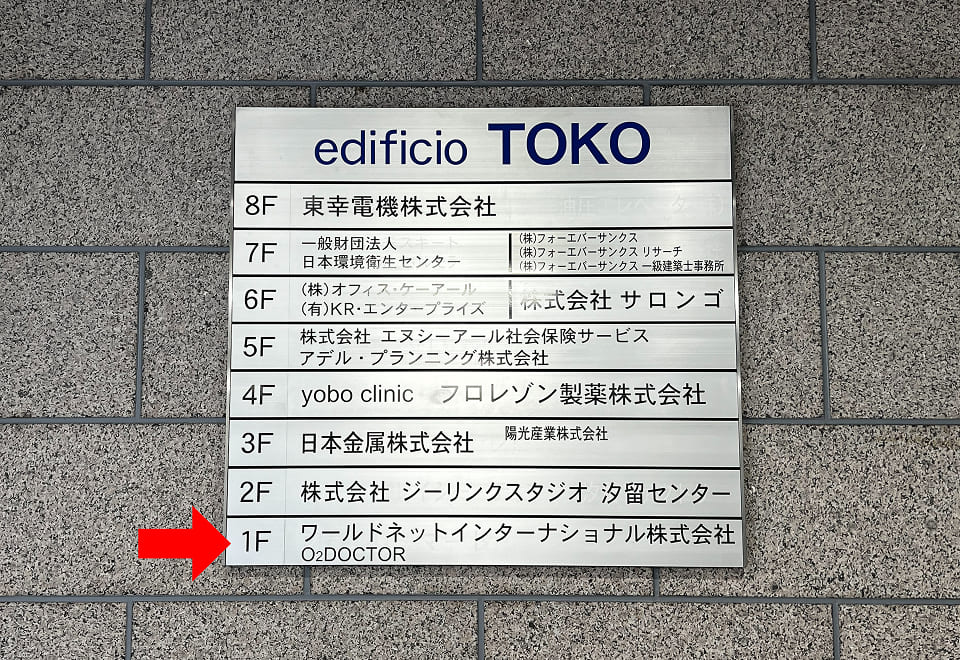 edificio TOKO
8F 東幸電機株式会社
7F 一般財団法人
日本環境衛生センター
(株)フォーエバーサンクス
(株)フォーエバーサンクス リサーチ
(株)フォーエバーサンクス 一級建築士事務所
6F (株)オフィス・ケーアール
(有)KR・エンタープライズ
株式会社 サロンゴ
5F 株式会社 エヌシーアール社会保険サービス
アデル・プランニング株式会社
4F yobo clinic フロレゾン製薬株式会社
3F 日本金属株式会社 陽光産業株式会社
2F 株式会社 ジーリンクスタジオ 汐留センター
1F ワールドネットインターナショナル株式会社
O2DOCTOR